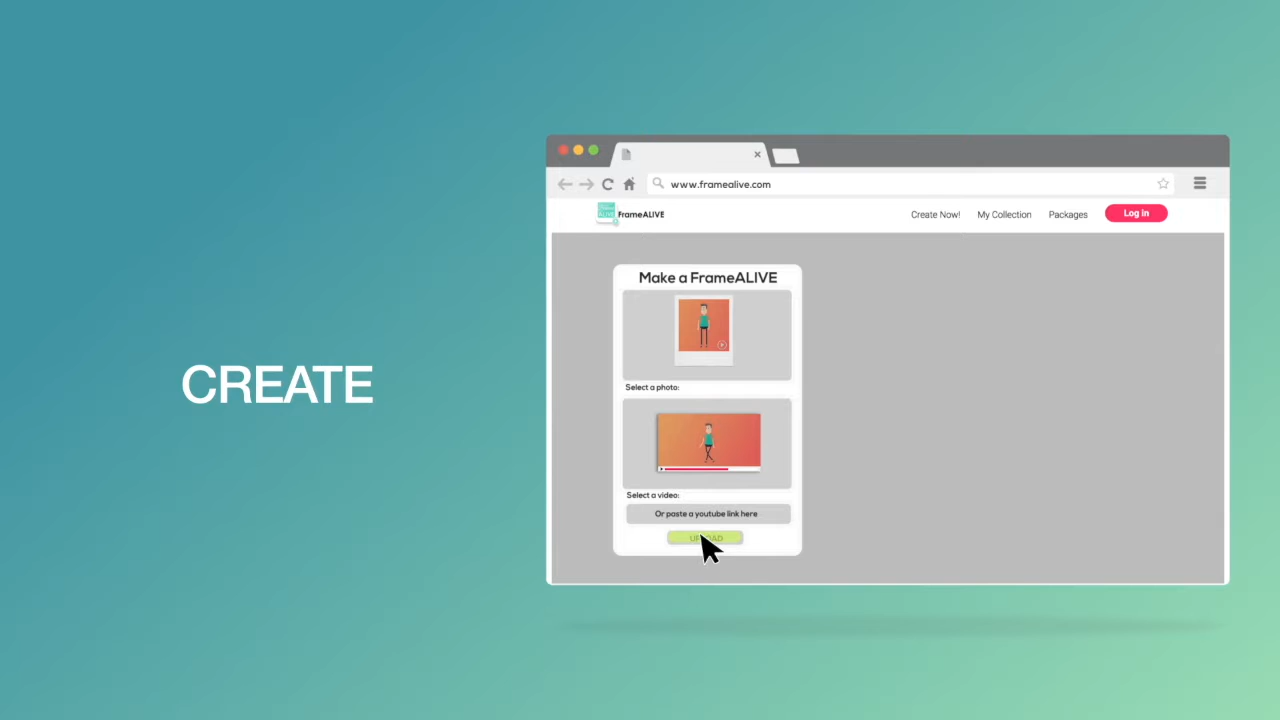 CREATE
www.framealive.com
FrameALIVE
Create Now!
My Collection
Packages
Log in
Make a FrameALIVE
Select a photo:
Select a video:
Or paste a youtube link here